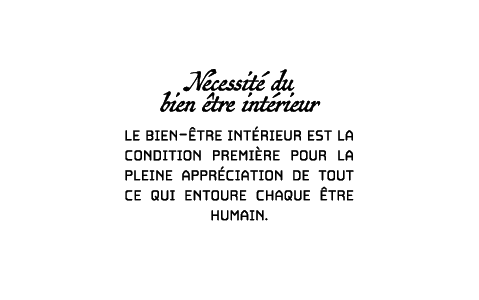 Necessité du
bien être intérieur
LE BIEN-ÊTRE INTÉRIEUR EST LA
CONDITION PREMIÈRE POUR LA
PLEINE APPRÉCIATION DE TOUT
CE QUI ENTOURE CHAQUE ÊTRE
HUMAIN.